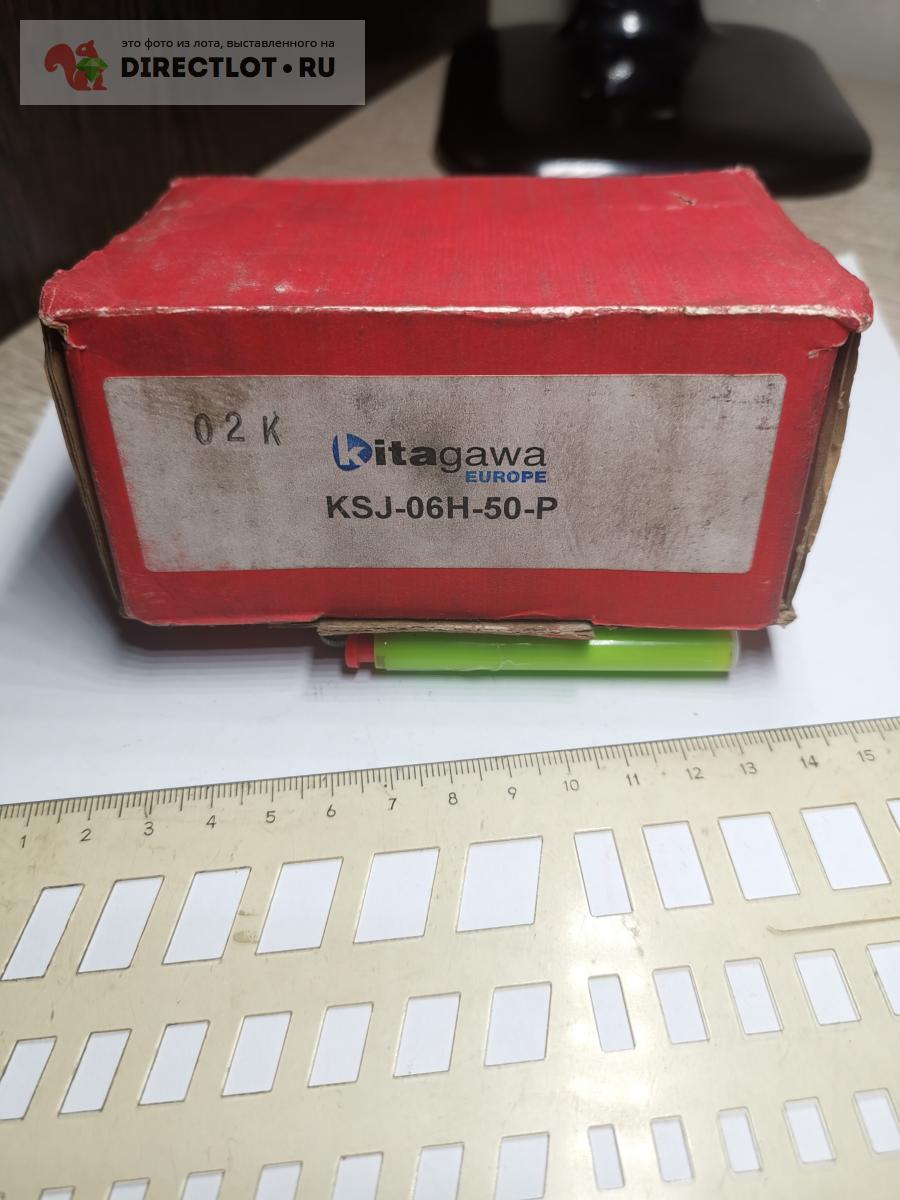 это фото из лота, выставленного на
DIRECTLOT•RU
02K
kitagawa
EUROPE
KSJ-06H-50-P
1 2 3 4 5 6 7 8 9 10 11 12 13 14 15